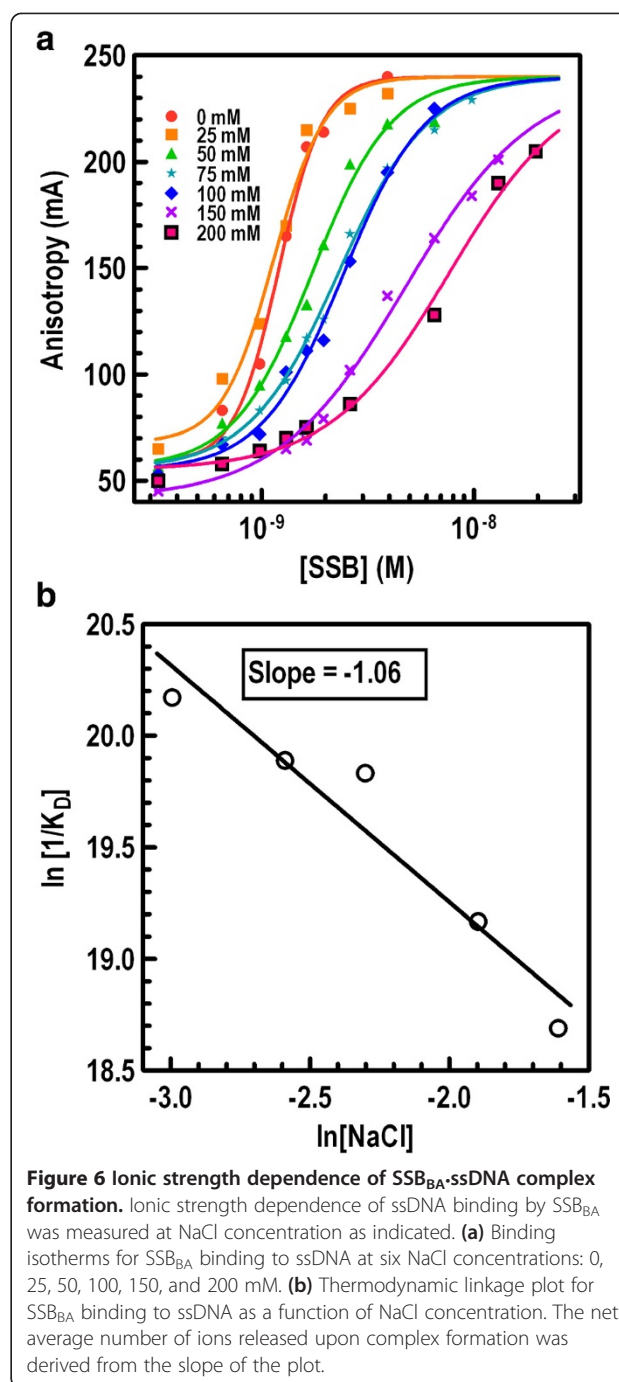 a
250
200
150
100
50
Anisotropy (mA)
0 mM
25 mM
50 mM
75 mM
100 mM
150 mM
200 mM
10⁻⁹
10⁻⁸
[SSB] (M)
b
20.5
20.0
19.5
19.0
18.5
ln [1/K_D]
Slope = -1.06
-3.0
-2.5
-2.0
-1.5
ln[NaCl]
Figure 6 Ionic strength dependence of SSB_BA·ssDNA complex
formation. Ionic strength dependence of ssDNA binding by SSB_BA
was measured at NaCl concentration as indicated. (a) Binding
isotherms for SSB_BA binding to ssDNA at six NaCl concentrations: 0,
25, 50, 100, 150, and 200 mM. (b) Thermodynamic linkage plot for
SSB_BA binding to ssDNA as a function of NaCl concentration. The net
average number of ions released upon complex formation was
derived from the slope of the plot.